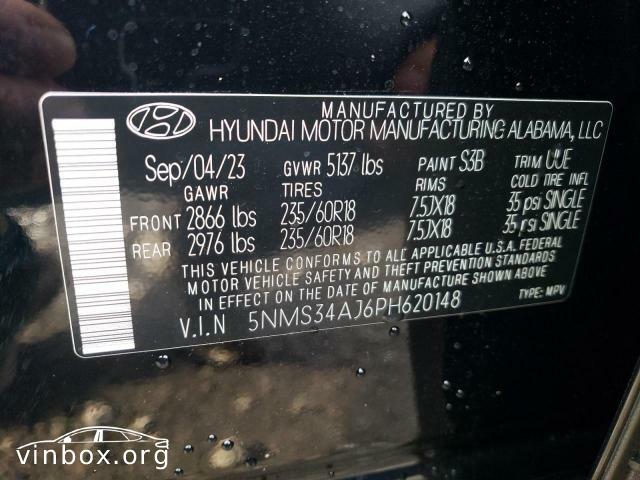 MANUFACTURED BY
HYUNDAI MOTOR MANUFACTURING ALABAMA, LLC
Sep/04/23 GVWR 5137 lbs PAINT S3B TRIM UUE
GAWR TIRES RIMS COLD TIRE INFL
FRONT 2866 lbs 235/60R18 7.5JX18 35 psi SINGLE
REAR 2976 lbs 235/60R18 7.5JX18 35 psi SINGLE
THIS VEHICLE CONFORMS TO ALL APPLICABLE U.S.A. FEDERAL
MOTOR VEHICLE SAFETY AND THEFT PREVENTION STANDARDS
IN EFFECT ON THE DATE OF MANUFACTURE SHOWN ABOVE.
V.I.N 5NMS34AJ6PH620148 TYPE: MPV
vinbox.org